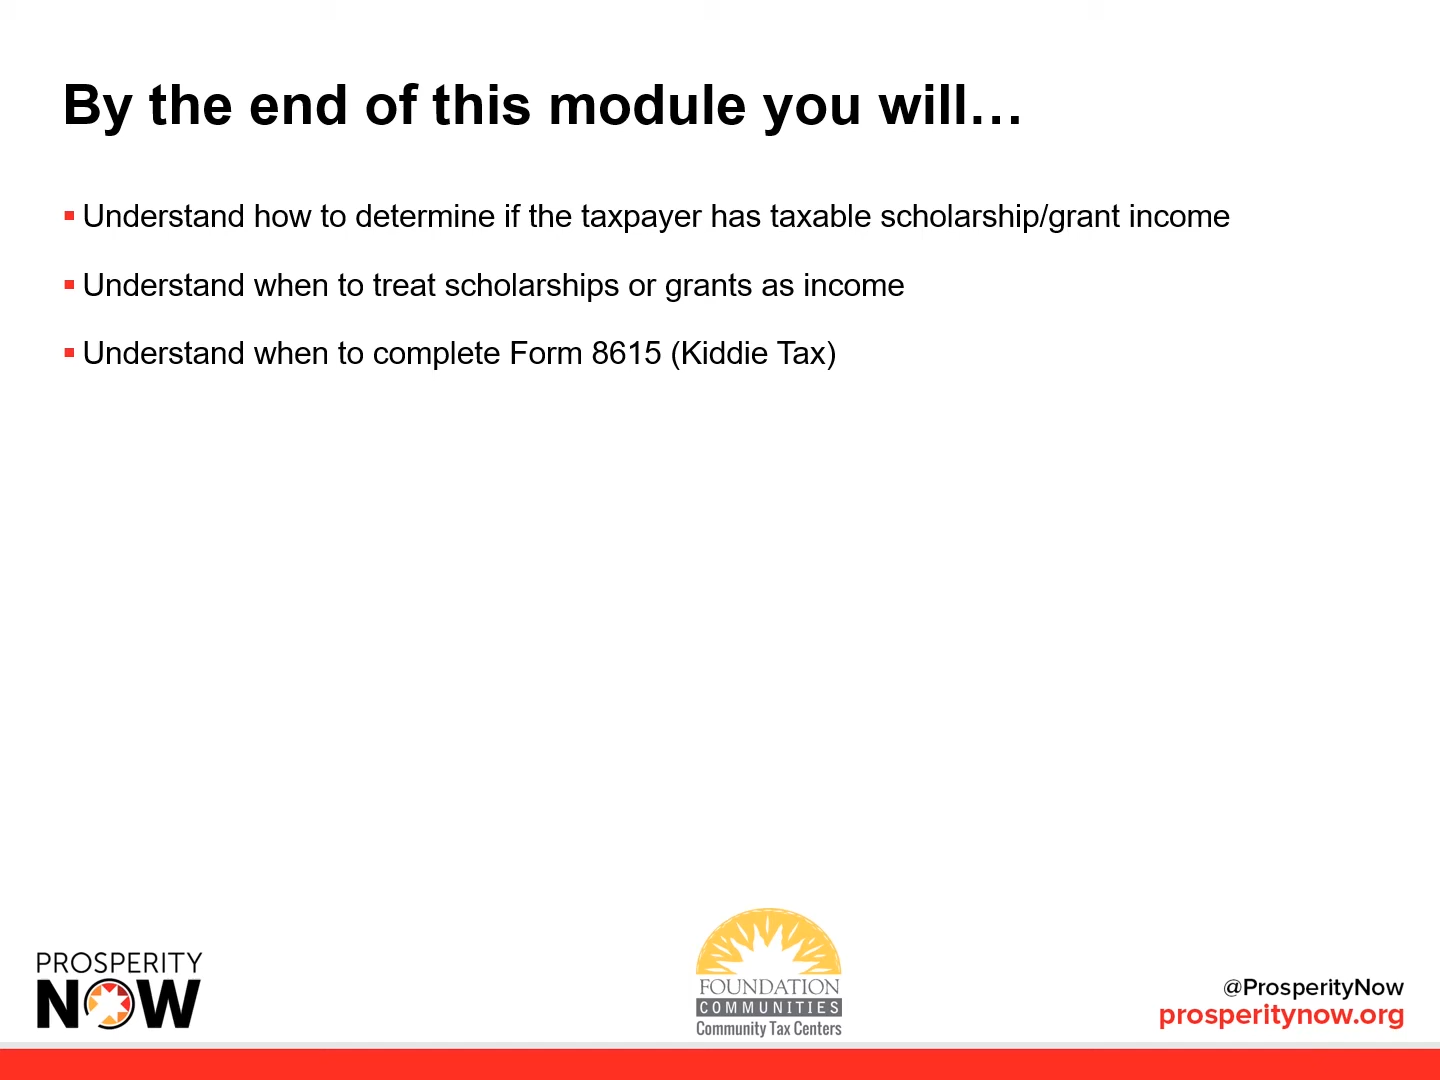 By the end of this module you will…
Understand how to determine if the taxpayer has taxable scholarship/grant income
Understand when to treat scholarships or grants as income
Understand when to complete Form 8615 (Kiddie Tax)
PROSPERITY
NOW
FOUNDATION
COMMUNITIES
Community Tax Centers
@ProsperityNow
prosperitynow.org